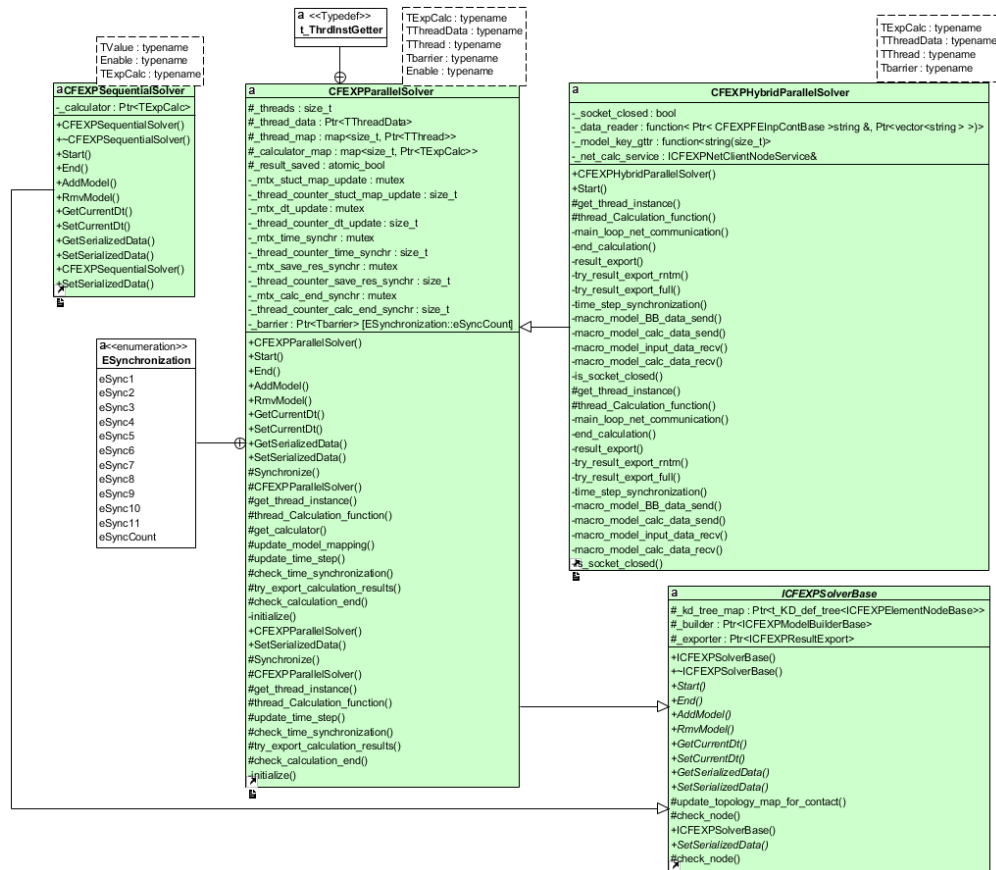 a <<Typedef>>
t_ThrdInstGetter
TExpCalc : typename
TThreadData : typename
TThread : typename
Tbarrier : typename
Enable : typename
TExpCalc : typename
TThreadData : typename
TThread : typename
Tbarrier : typename
TValue : typename
Enable : typename
TExpCalc : typename
a CFEXPSequentialSolver
-_calculator : Ptr<TExpCalc>
+CFEXPSequentialSolver()
+~CFEXPSequentialSolver()
+Start()
+End()
+AddModel()
+RmvModel()
+GetCurrentDt()
+SetCurrentDt()
+GetSerializedData()
+SetSerializedData()
+CFEXPSequentialSolver()
+SetSerializedData()
a<<enumeration>>
ESynchronization
eSync1
eSync2
eSync3
eSync4
eSync5
eSync6
eSync7
eSync8
eSync9
eSync10
eSync11
eSyncCount
a CFEXPParallelSolver
#_threads : size_t
#_thread_data : Ptr<TThreadData>
#_thread_map : map<size_t, Ptr<TThread>>
#_calculator_map : map<size_t, Ptr<TExpCalc>>
#_result_saved : atomic_bool
-_mtx_stuct_map_update : mutex
-_thread_counter_stuct_map_update : size_t
-_mtx_dt_update : mutex
-_thread_counter_dt_update : size_t
-_mtx_time_synchr : mutex
-_thread_counter_time_synchr : size_t
-_mtx_save_res_synchr : mutex
-_thread_counter_save_res_synchr : size_t
-_mtx_calc_end_synchr : mutex
-_thread_counter_calc_end_synchr : size_t
-_barrier : Ptr<Tbarrier> [ESynchronization::eSyncCount]
+CFEXPParallelSolver()
+Start()
+End()
+AddModel()
+RmvModel()
+GetCurrentDt()
+SetCurrentDt()
+GetSerializedData()
+SetSerializedData()
#Synchronize()
#CFEXPParallelSolver()
#get_thread_instance()
#thread_Calculation_function()
#get_calculator()
#update_model_mapping()
#update_time_step()
#check_time_synchronization()
#try_export_calculation_results()
#check_calculation_end()
-initialize()
+CFEXPParallelSolver()
+SetSerializedData()
#Synchronize()
#CFEXPParallelSolver()
#get_thread_instance()
#thread_Calculation_function()
#update_time_step()
#check_time_synchronization()
#try_export_calculation_results()
#check_calculation_end()
-initialize()
a CFEXPHybridParallelSolver
-_socket_closed : bool
-_data_reader : function< Ptr< CFEXPFEInpContBase >string &, Ptr<vector<string > >)>
-_model_key_gttr : function<string(size_t)>
-_net_calc_service : ICFEXPNetClientNodeService&
+CFEXPHybridParallelSolver()
+Start()
#get_thread_instance()
#thread_Calculation_function()
-main_loop_net_communication()
-end_calculation()
-result_export()
-try_result_export_rntm()
-try_result_export_full()
-time_step_synchronization()
-macro_model_BB_data_send()
-macro_model_calc_data_send()
-macro_model_input_data_recv()
-macro_model_calc_data_recv()
-is_socket_closed()
#get_thread_instance()
#thread_Calculation_function()
-main_loop_net_communication()
-end_calculation()
-result_export()
-try_result_export_rntm()
-try_result_export_full()
-time_step_synchronization()
-macro_model_BB_data_send()
-macro_model_calc_data_send()
-macro_model_input_data_recv()
-macro_model_calc_data_recv()
-is_socket_closed()
a ICFEXPSolverBase
#_kd_tree_map : Ptr<t_KD_def_tree<ICFEXPElementNodeBase>>
#_builder : Ptr<ICFEXPModelBuilderBase>
#_exporter : Ptr<ICFEXPResultExport>
+ICFEXPSolverBase()
+~ICFEXPSolverBase()
+Start()
+End()
+AddModel()
+RmvModel()
+GetCurrentDt()
+SetCurrentDt()
+GetSerializedData()
+SetSerializedData()
#update_topology_map_for_contact()
#check_node()
+ICFEXPSolverBase()
+SetSerializedData()
#check_node()